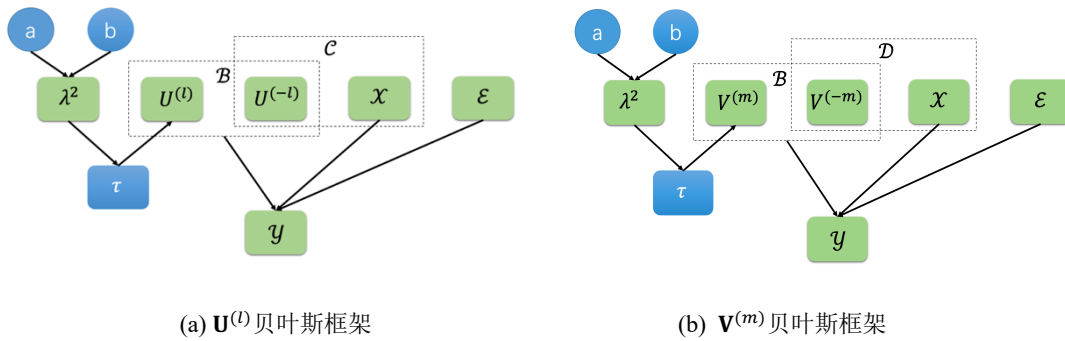 a b
𝒞
ℬ
λ² U⁽ˡ⁾ U⁽⁻ˡ⁾ 𝒳 ℰ
τ
𝒴
(a) 𝐔⁽ˡ⁾贝叶斯框架
a b
𝒟
ℬ
λ² V⁽ᵐ⁾ V⁽⁻ᵐ⁾ 𝒳 ℰ
τ
𝒴
(b) 𝐕⁽ᵐ⁾贝叶斯框架